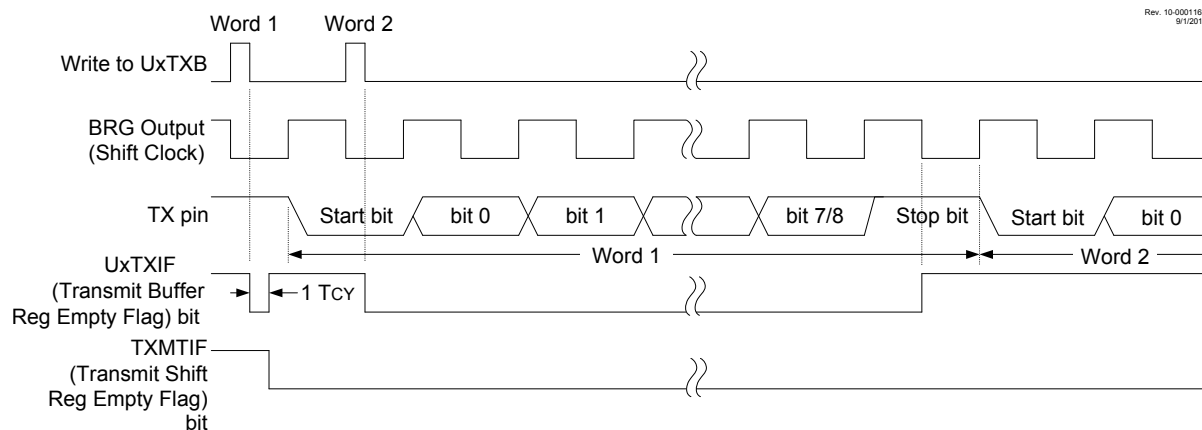 Rev. 10-000116
9/1/201
Word 1
Word 2
Write to UxTXB
BRG Output
(Shift Clock)
TX pin
Start bit
bit 0
bit 1
bit 7/8
Stop bit
Start bit
bit 0
Word 1
Word 2
UxTXIF
(Transmit Buffer
Reg Empty Flag) bit
1 TCY
TXMTIF
(Transmit Shift
Reg Empty Flag)
bit